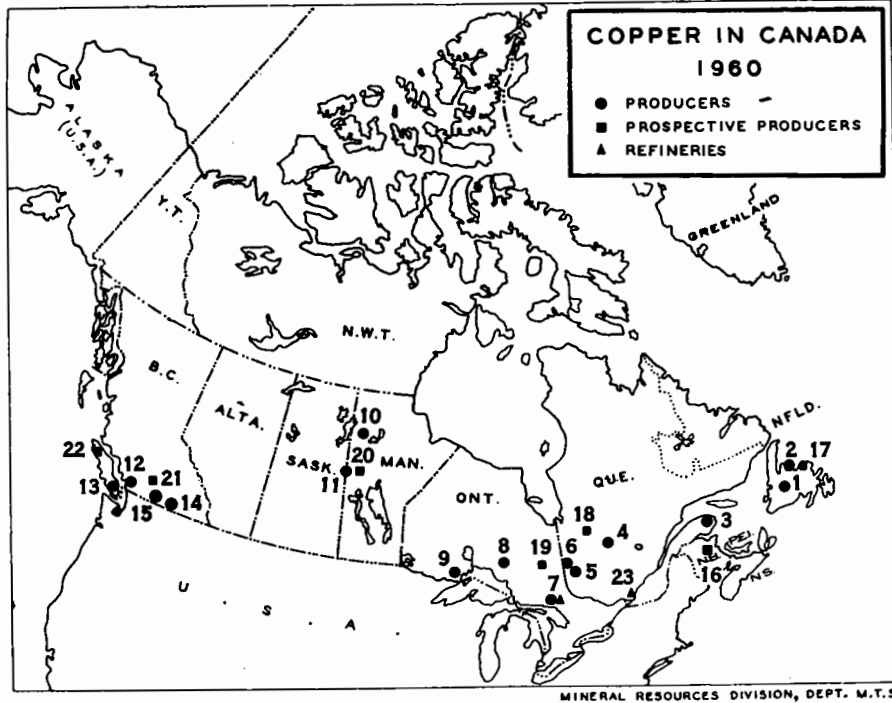 COPPER IN CANADA
1960
PRODUCERS
PROSPECTIVE PRODUCERS
REFINERIES
ALASKA
(U.S.A.)
Y.T.
GREENLAND
N.W.T.
B.C.
ALTA.
SASK.
MAN.
ONT.
QUE.
NFLD.
N.B.
P.E.I.
N.S.
10
20
11
22
12
21
13
15
14
2
17
1
18
4
3
8
19
6
9
5
23
16
7
U. S. A.
MINERAL RESOURCES DIVISION, DEPT. M.T.S